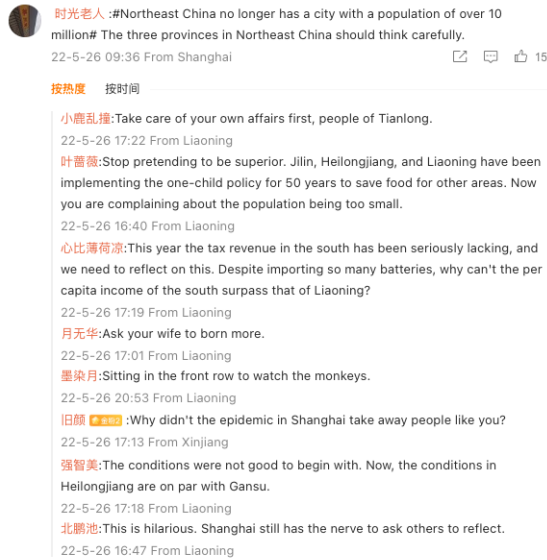 时光老人 :#Northeast China no longer has a city with a population of over 10
million# The three provinces in Northeast China should think carefully.
22-5-26 09:36 From Shanghai 15
按热度 按时间
小鹿乱撞:Take care of your own affairs first, people of Tianlong.
22-5-26 17:22 From Liaoning
叶蔷薇:Stop pretending to be superior. Jilin, Heilongjiang, and Liaoning have been
implementing the one-child policy for 50 years to save food for other areas. Now
you are complaining about the population being too small.
22-5-26 16:40 From Liaoning
心比薄荷凉:This year the tax revenue in the south has been seriously lacking, and
we need to reflect on this. Despite importing so many batteries, why can't the per
capita income of the south surpass that of Liaoning?
22-5-26 17:19 From Liaoning
月无华:Ask your wife to born more.
22-5-26 17:01 From Liaoning
墨染月:Sitting in the front row to watch the monkeys.
22-5-26 20:53 From Liaoning
旧颜 :Why didn't the epidemic in Shanghai take away people like you?
22-5-26 17:13 From Xinjiang
强智美:The conditions were not good to begin with. Now, the conditions in
Heilongjiang are on par with Gansu.
22-5-26 17:18 From Liaoning
北鹏池:This is hilarious. Shanghai still has the nerve to ask others to reflect.
22-5-26 16:47 From Liaoning